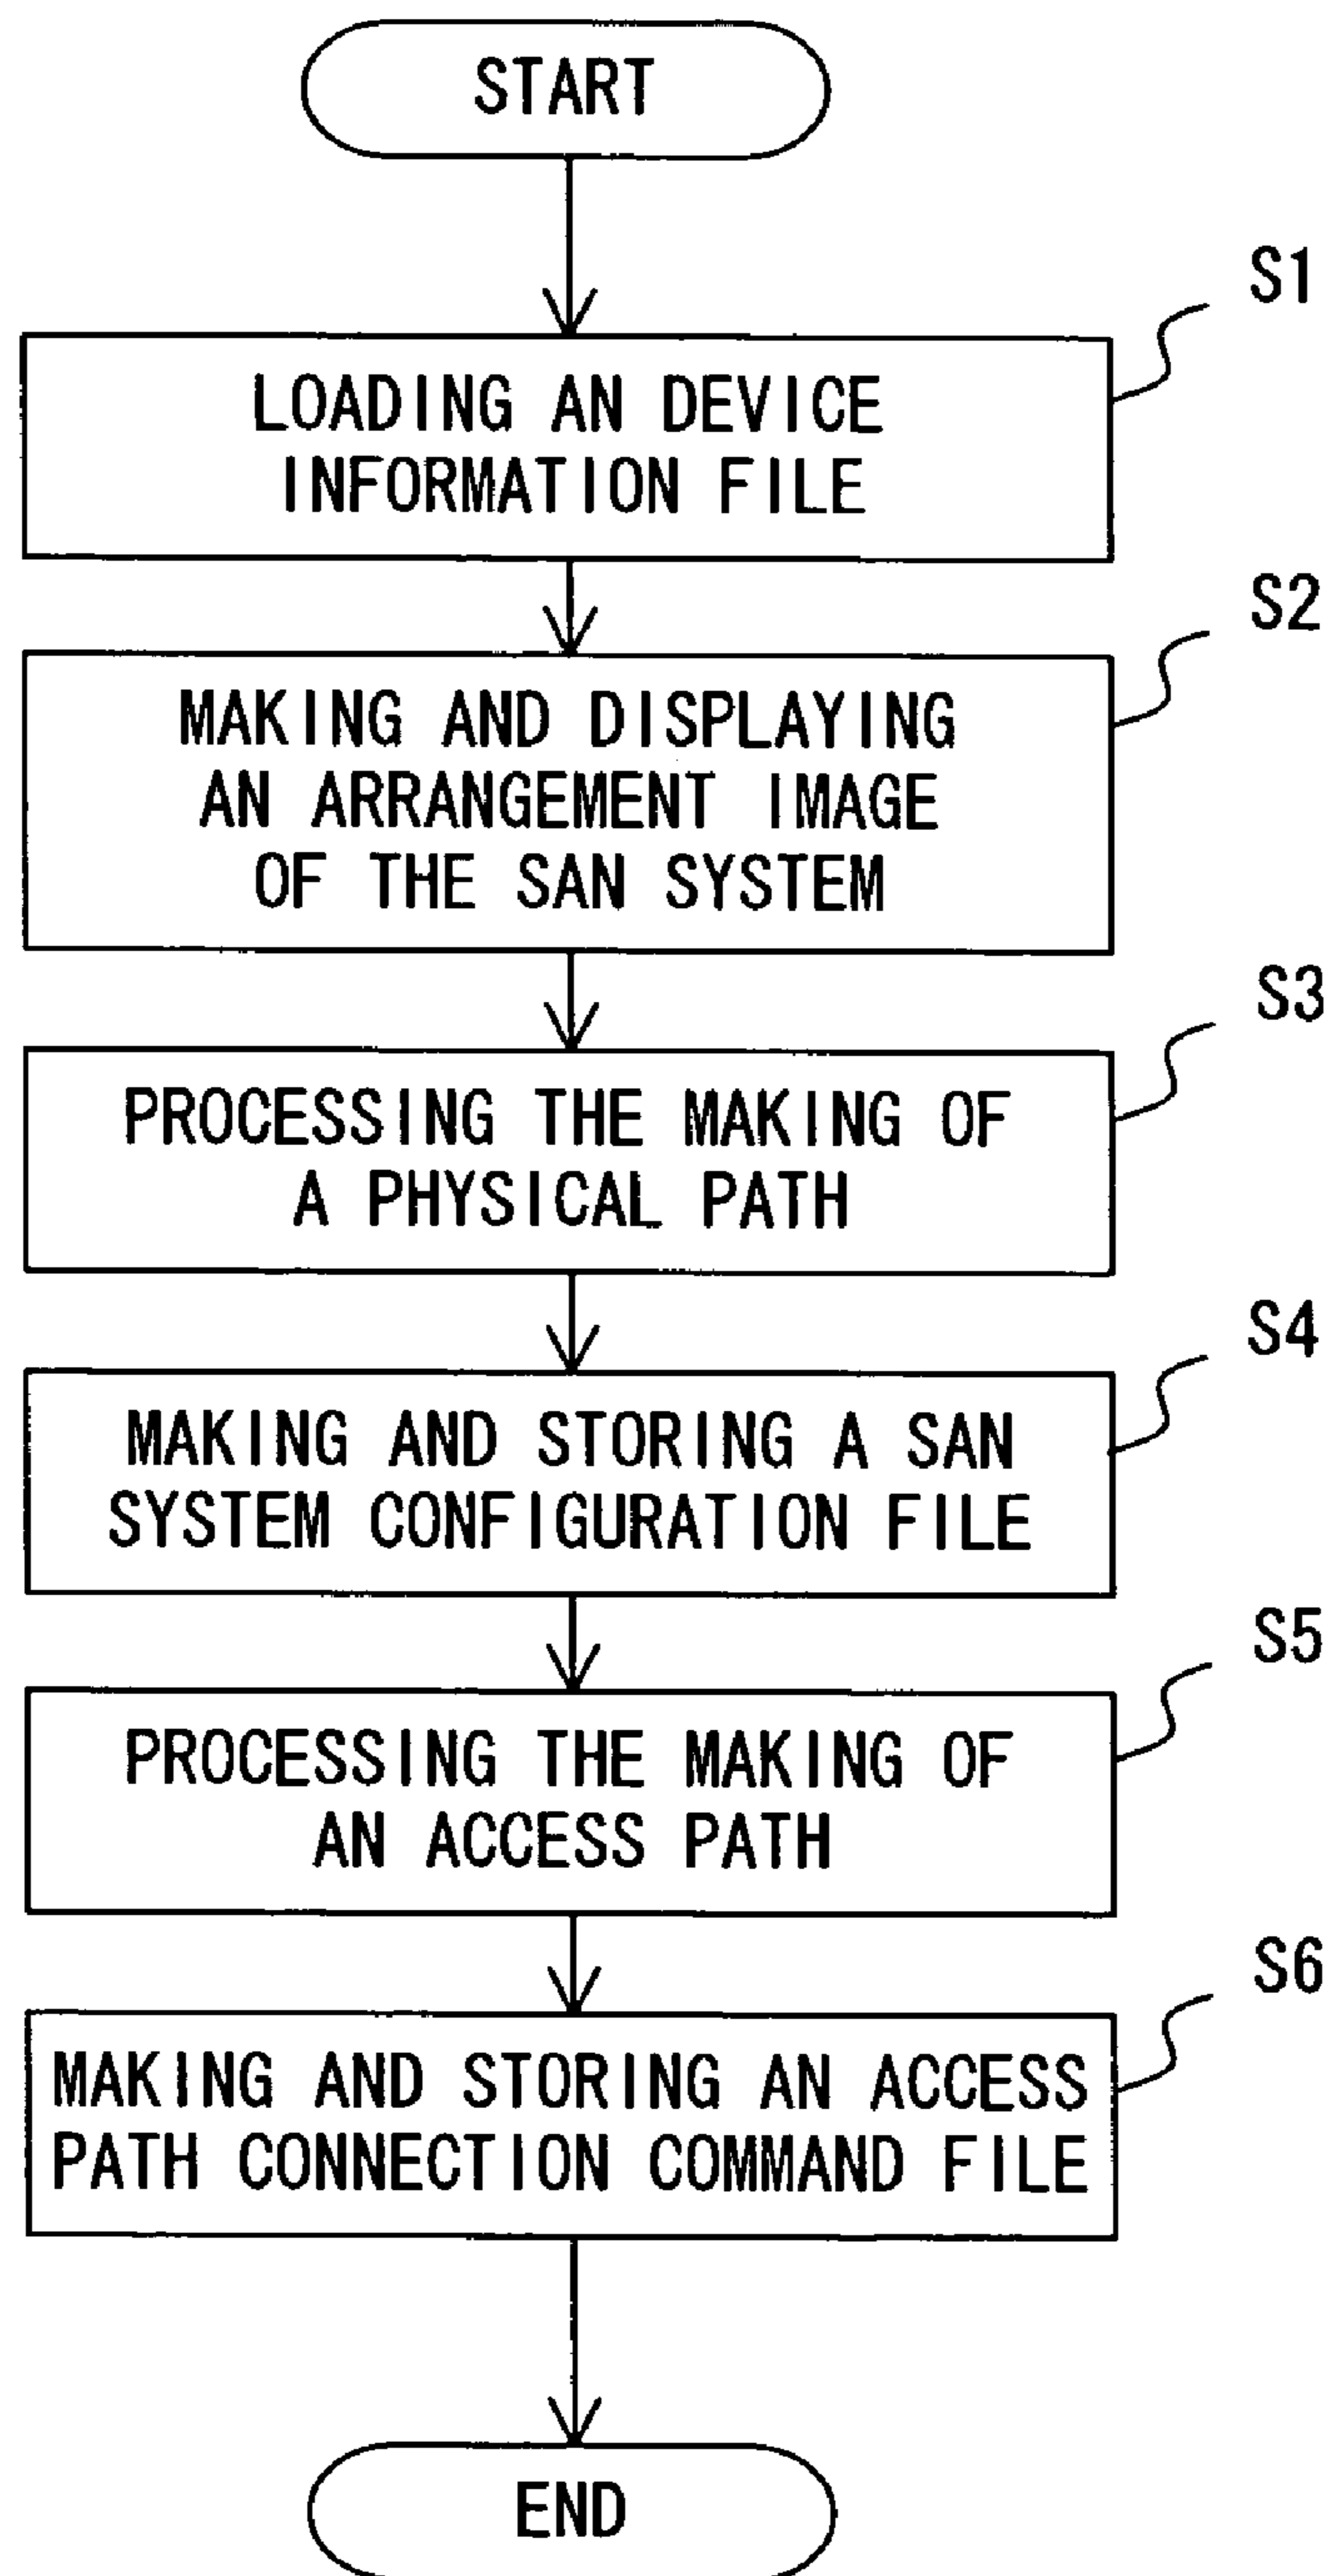 START
S1
LOADING AN DEVICE
INFORMATION FILE
S2
MAKING AND DISPLAYING
AN ARRANGEMENT IMAGE
OF THE SAN SYSTEM
S3
PROCESSING THE MAKING OF
A PHYSICAL PATH
S4
MAKING AND STORING A SAN
SYSTEM CONFIGURATION FILE
S5
PROCESSING THE MAKING OF
AN ACCESS PATH
S6
MAKING AND STORING AN ACCESS
PATH CONNECTION COMMAND FILE
END